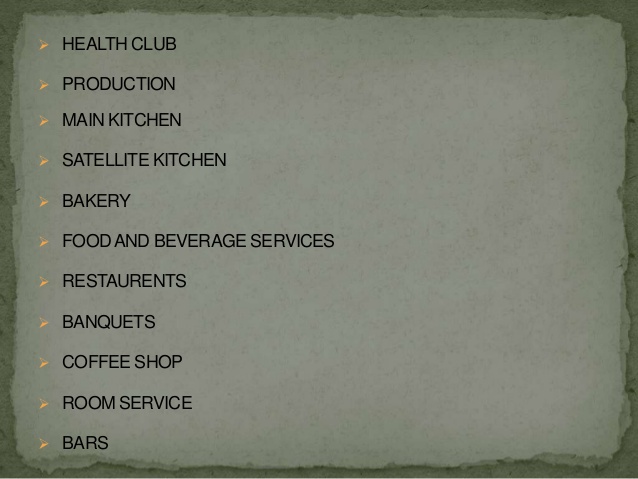 HEALTH CLUB
PRODUCTION
MAIN KITCHEN
SATELLITE KITCHEN
BAKERY
FOOD AND BEVERAGE SERVICES
RESTAURENTS
BANQUETS
COFFEE SHOP
ROOM SERVICE
BARS